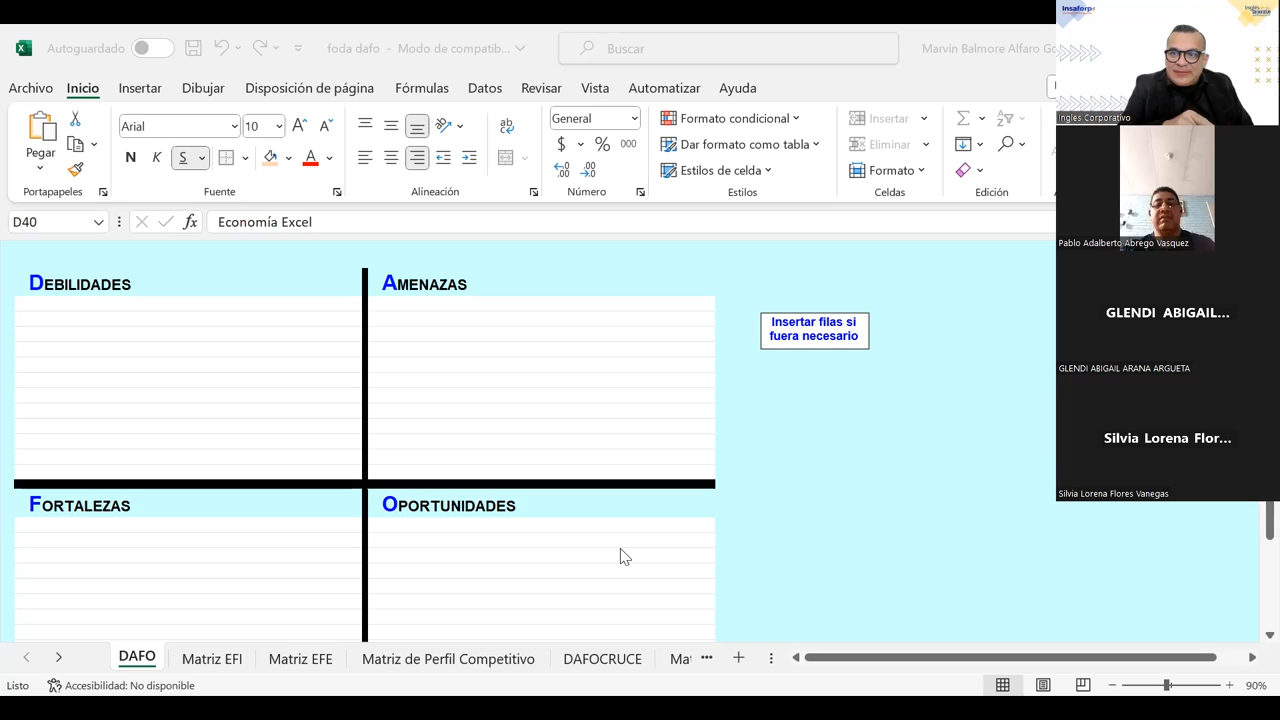 Autoguardado
foda dafo - Modo de compatib...
Buscar
Marvin Balmore Alfaro Go
Insaforp
Archivo Inicio Insertar Dibujar Disposición de página Fórmulas Datos Revisar Vista Automatizar Ayuda
Pegar
Arial
10
N K S
General
$ % 000
Formato condicional
Dar formato como tabla
Estilos de celda
Insertar
Eliminar
Formato
Portapapeles
Fuente
Alineación
Número
Estilos
Celdas
Edición
D40
fx
Economía Excel
Ingles Corporativo
Pablo Adalberto Abrego Vasquez
GLENDI ABIGAIL...
GLENDI ABIGAIL ARANA ARGUETA
Silvia Lorena Flor...
Silvia Lorena Flores Vanegas
DEBILIDADES
AMENAZAS
Insertar filas si
fuera necesario
FORTALEZAS
OPORTUNIDADES
DAFO
Matriz EFI
Matriz EFE
Matriz de Perfil Competitivo
DAFOCRUCE
Ma
Listo
Accesibilidad: No disponible
90%